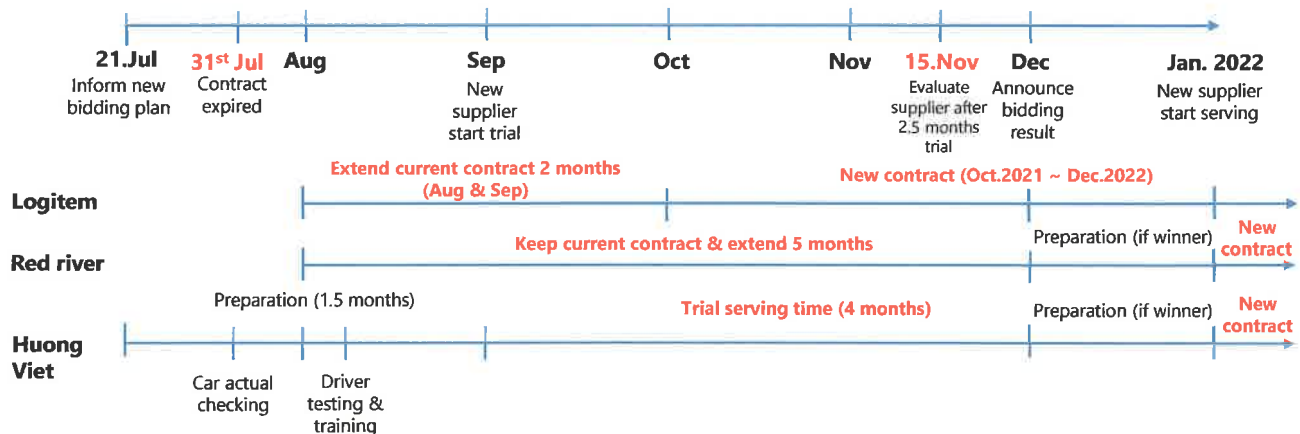 21.Jul
Inform new
bidding plan
31st Jul
Contract
expired
Aug
Sep
New
supplier
start trial
Oct
Nov
15.Nov
Evaluate
supplier after
2.5 months
trial
Dec
Announce
bidding
result
Jan. 2022
New supplier
start serving
Logitem
Extend current contract 2 months
(Aug & Sep)
New contract (Oct.2021 ~ Dec.2022)
Red river
Keep current contract & extend 5 months
Preparation (if winner)
New
contract
Huong
Viet
Preparation (1.5 months)
Trial serving time (4 months)
Preparation (if winner)
New
contract
Car actual
checking
Driver
testing &
training